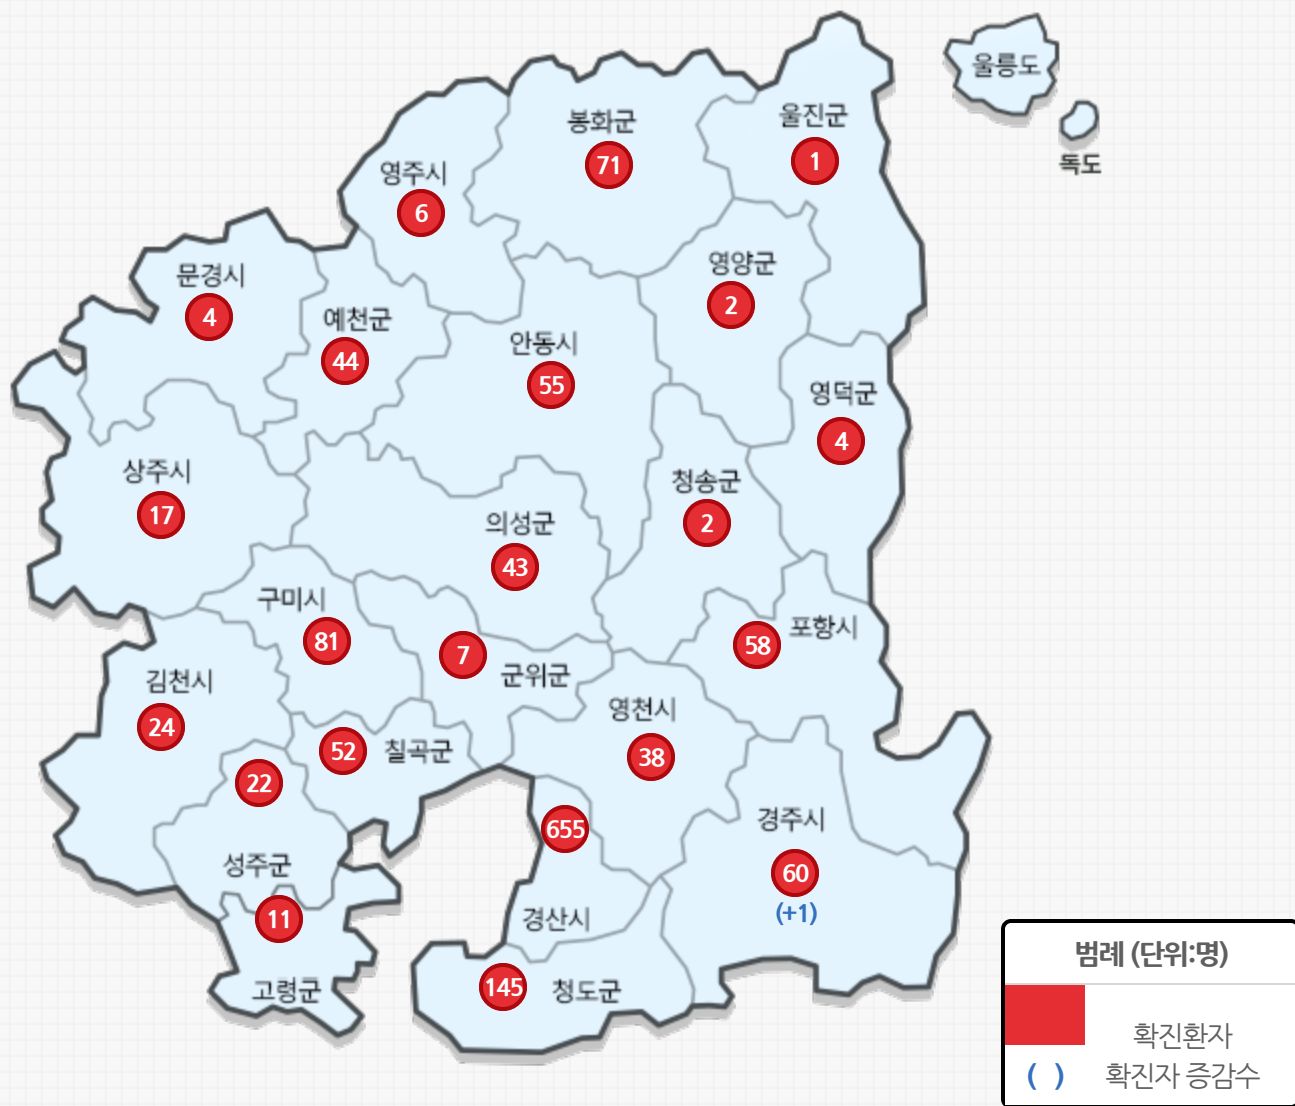 울릉도
독도
봉화군
71
울진군
1
영주시
6
영양군
2
문경시
4
예천군
44
안동시
55
영덕군
4
상주시
17
청송군
2
의성군
43
구미시
81
포항시
58
7
군위군
김천시
24
영천시
38
52
칠곡군
22
성주군
655
경산시
경주시
60
(+1)
11
고령군
145
청도군
범례 (단위:명)
확진환자
( ) 확진자 증감수